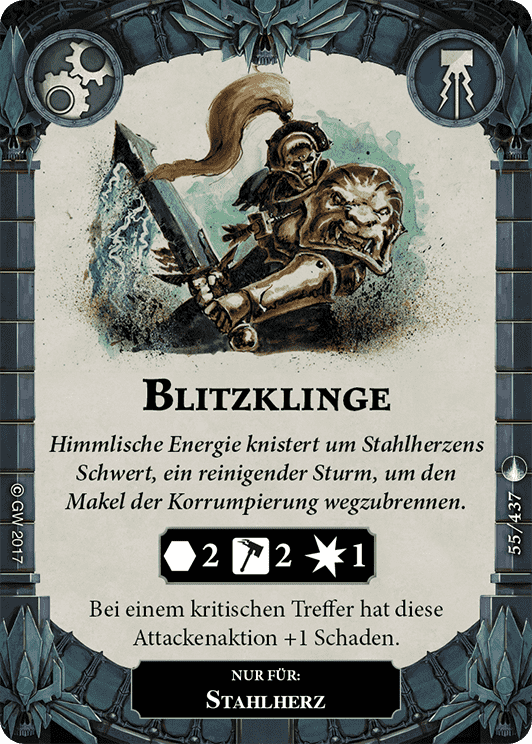 Blitzklinge
Himmlische Energie knistert um Stahlherzens
Schwert, ein reinigender Sturm, um den
Makel der Korrumpierung wegzubrennen.
2 2 1
Bei einem kritischen Treffer hat diese
Attackenaktion +1 Schaden.
NUR FÜR:
Stahlherz
© GW 2017
55/437